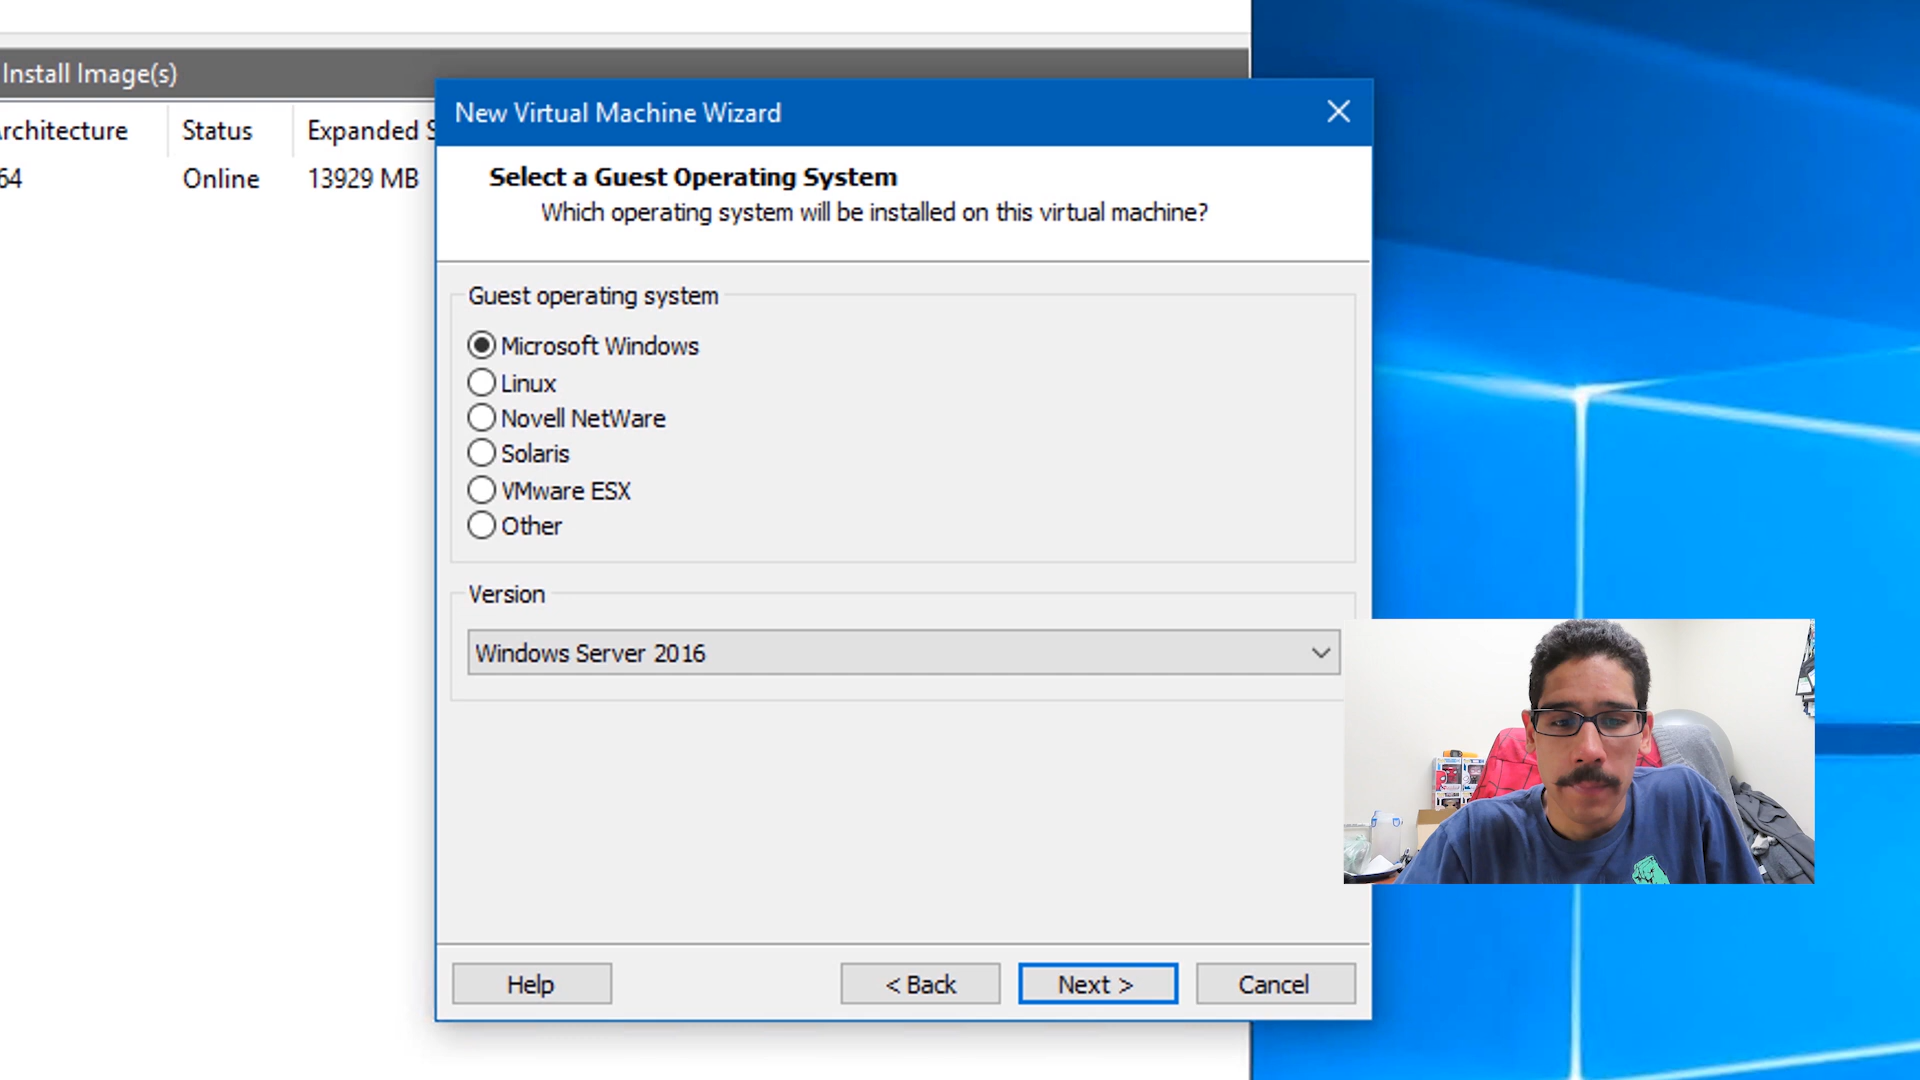 Install Image(s)
rchitecture Status Expanded S
64 Online 13929 MB
New Virtual Machine Wizard
Select a Guest Operating System
Which operating system will be installed on this virtual machine?
Guest operating system
Microsoft Windows
Linux
Novell NetWare
Solaris
VMware ESX
Other
Version
Windows Server 2016
Help < Back Next > Cancel